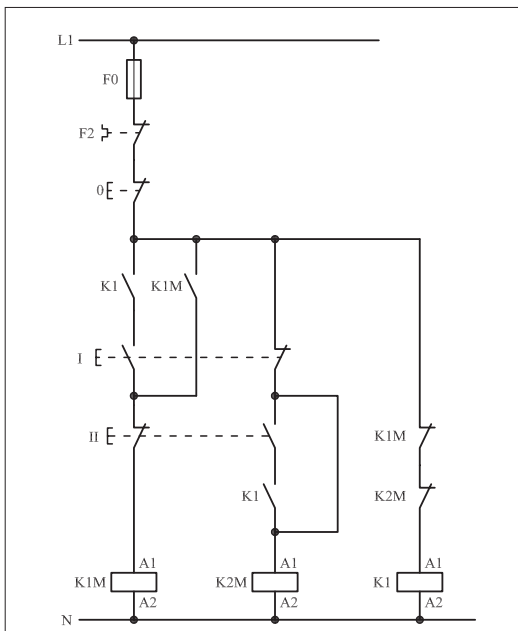 L1
F0
F2
0
K1 K1M
I
II K1M
K1 K2M
A1 A1 A1
K1M K2M K1
A2 A2 A2
N